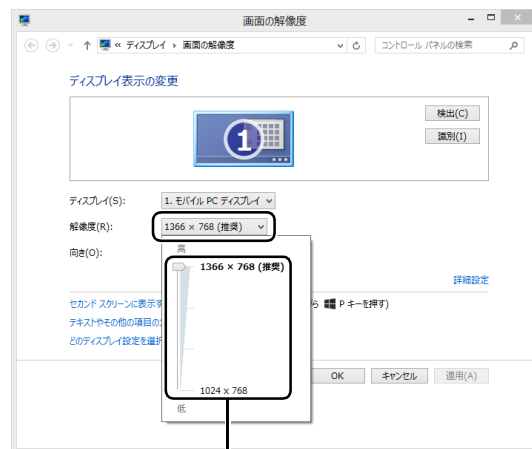 画面の解像度
« ディスプレイ ▸ 画面の解像度
コントロール パネルの検索
ディスプレイ表示の変更
検出(C)
識別(I)
1
ディスプレイ(S):
1. モバイル PC ディスプレイ
解像度(R):
1366 × 768 (推奨)
向き(O):
高
1366 × 768 (推奨)
1024 x 768
低
詳細設定
セカンド スクリーンに表示す
ら P キーを押す)
テキストやその他の項目の
どのディスプレイ設定を選択
OK
キャンセル
適用(A)